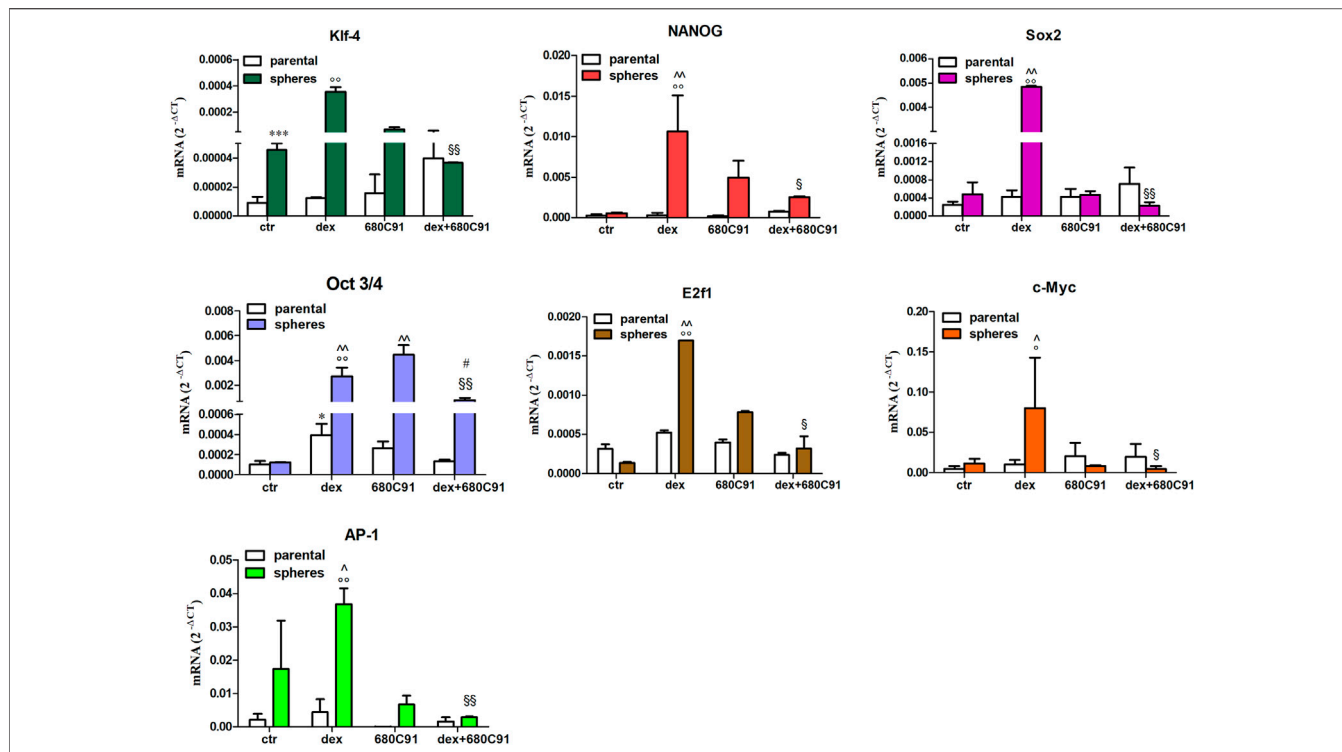 Klf-4
parental
spheres
mRNA (2 -ΔCT)
0.0006
0.0004
0.0002
0.00004
0.00002
0.00000
***
°°
§§
ctr
dex
680C91
dex+680C91
NANOG
parental
spheres
mRNA (2 -ΔCT)
0.020
0.015
0.010
0.005
0.000
^^
°°
§
ctr
dex
680C91
dex+680C91
Sox2
parental
spheres
mRNA (2 -ΔCT)
0.006
0.004
0.0016
0.0012
0.0008
0.0004
0.0000
^^
°°
§§
ctr
dex
680C91
dex+680C91
Oct 3/4
parental
spheres
mRNA (2 -ΔCT)
0.008
0.006
0.004
0.002
0.0006
0.0004
0.0002
0.0000
*
^^
°°
^^
#
§§
ctr
dex
680C91
dex+680C91
E2f1
parental
spheres
mRNA (2 -ΔCT)
0.0020
0.0015
0.0010
0.0005
0.0000
^^
°°
§
ctr
dex
680C91
dex+680C91
c-Myc
parental
spheres
mRNA (2 -ΔCT)
0.20
0.15
0.10
0.05
0.00
^
°
§
ctr
dex
680C91
dex+680C91
AP-1
parental
spheres
mRNA (2 -ΔCT)
0.05
0.04
0.03
0.02
0.01
0.00
^
°°
§§
ctr
dex
680C91
dex+680C91